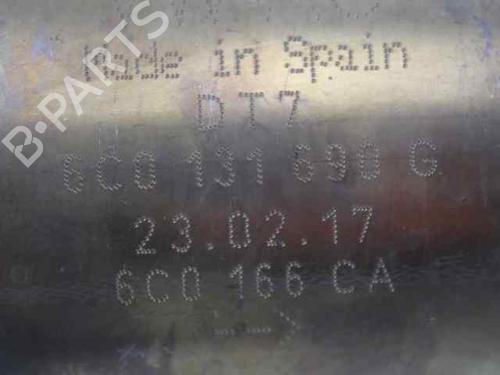 Made in Spain
DT7
6C0 131 690 G
23.02.17
6C0 166 CA
-->
B-PARTS